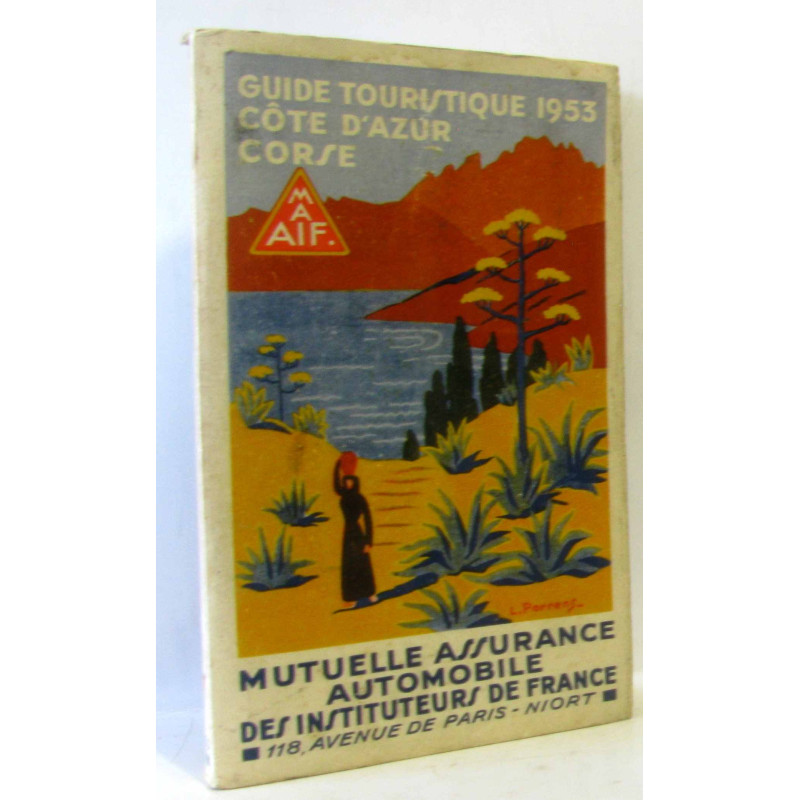 GUIDE TOURISTIQUE 1953
CÔTE D'AZUR
CORSE
M
A
AIF.
MUTUELLE ASSURANCE
AUTOMOBILE
DES INSTITUTEURS DE FRANCE
118, AVENUE DE PARIS - NIORT